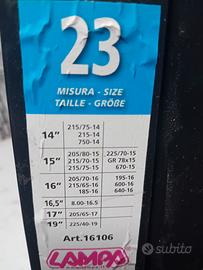 23
MISURA - SIZE
TAILLE - GRÖßE
14" 215/75-14
215-14
750-14
15" 205/80-15 225/70-15
215/70-15 GR 78x15
215/75-15 670-15
16" 205/70-16 195-16
215/65-16 600-16
185/85-16 640-16
16,5" 8.00-16.5
17" 205/65-17
19" 225/40-19
Art.16106
LAMPA
subito